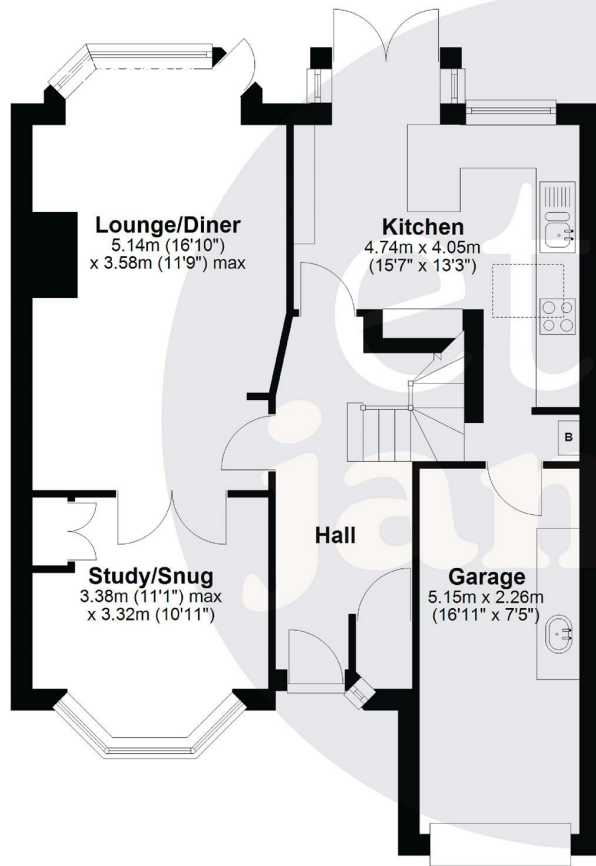 Lounge/Diner
5.14m (16'10")
x 3.58m (11'9") max
Kitchen
4.74m x 4.05m
(15'7" x 13'3")
B
Hall
Study/Snug
3.38m (11'1") max
x 3.32m (10'11")
Garage
5.15m x 2.26m
(16'11" x 7'5")
et
jam